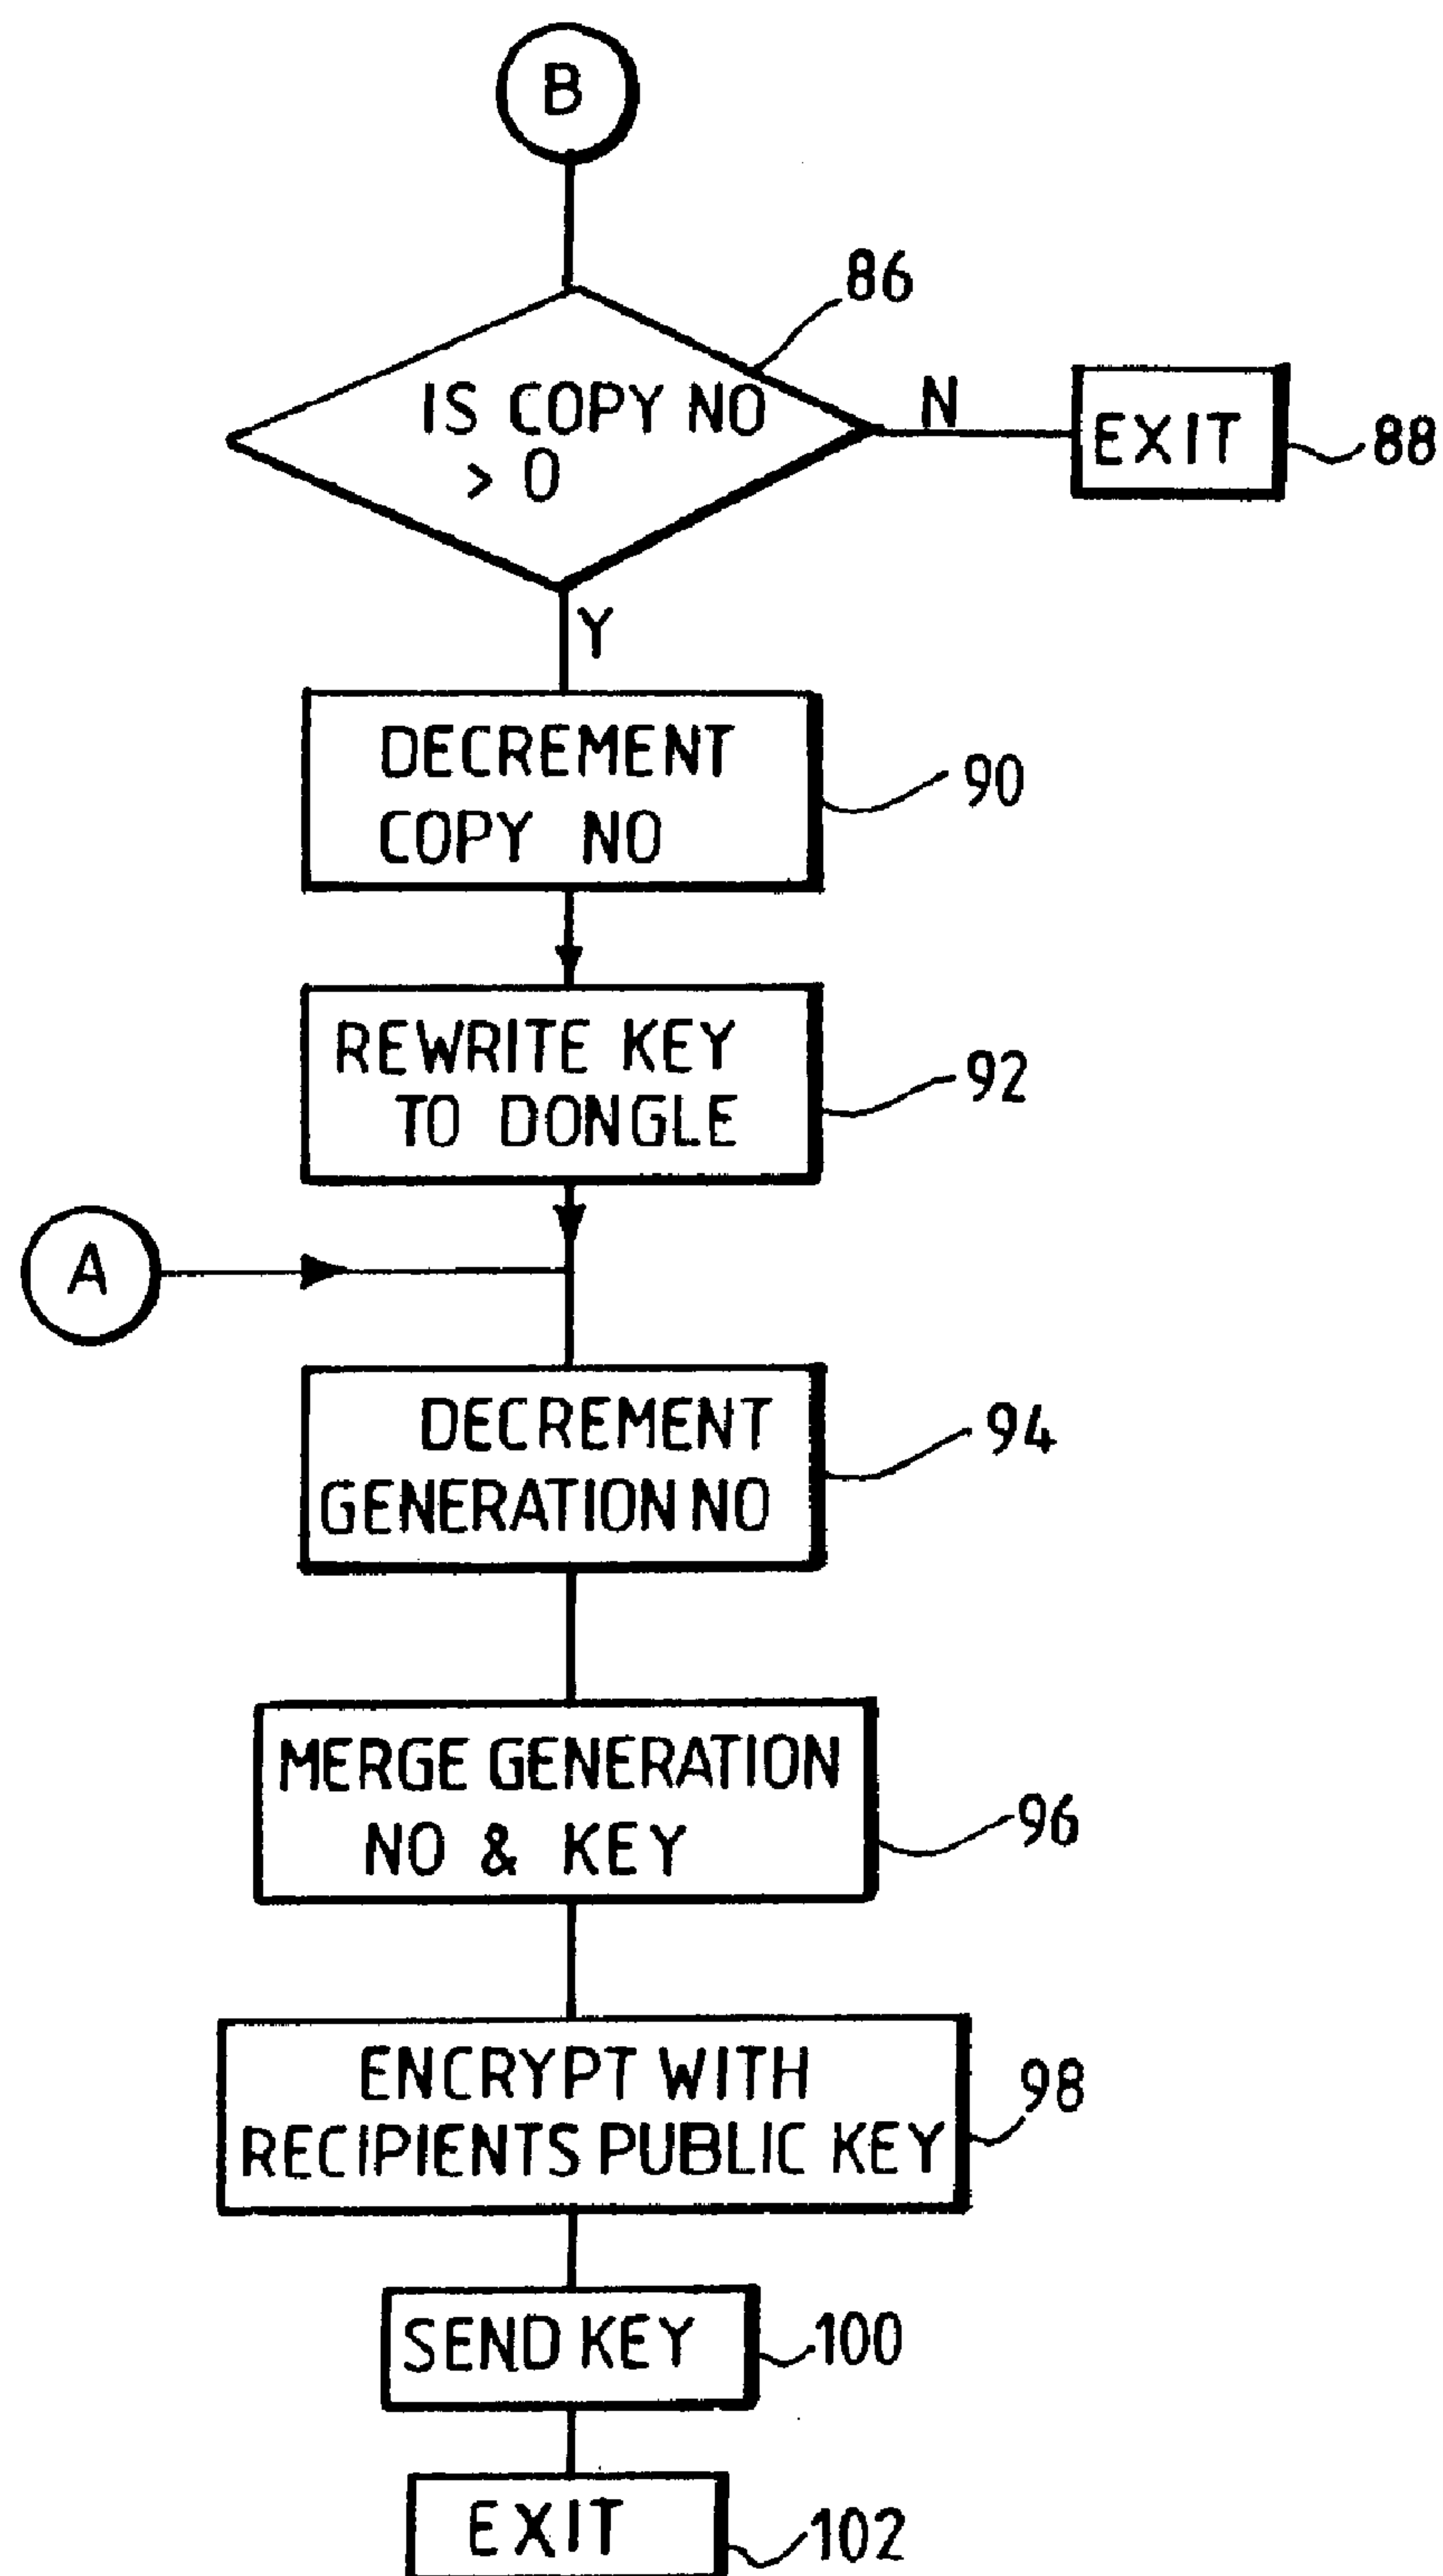 B
86
IS COPY NO
> 0
N
EXIT
88
Y
DECREMENT
COPY NO
90
REWRITE KEY
TO DONGLE
92
A
DECREMENT
GENERATION NO
94
MERGE GENERATION
NO & KEY
96
ENCRYPT WITH
RECIPIENTS PUBLIC KEY
98
SEND KEY
100
EXIT
102